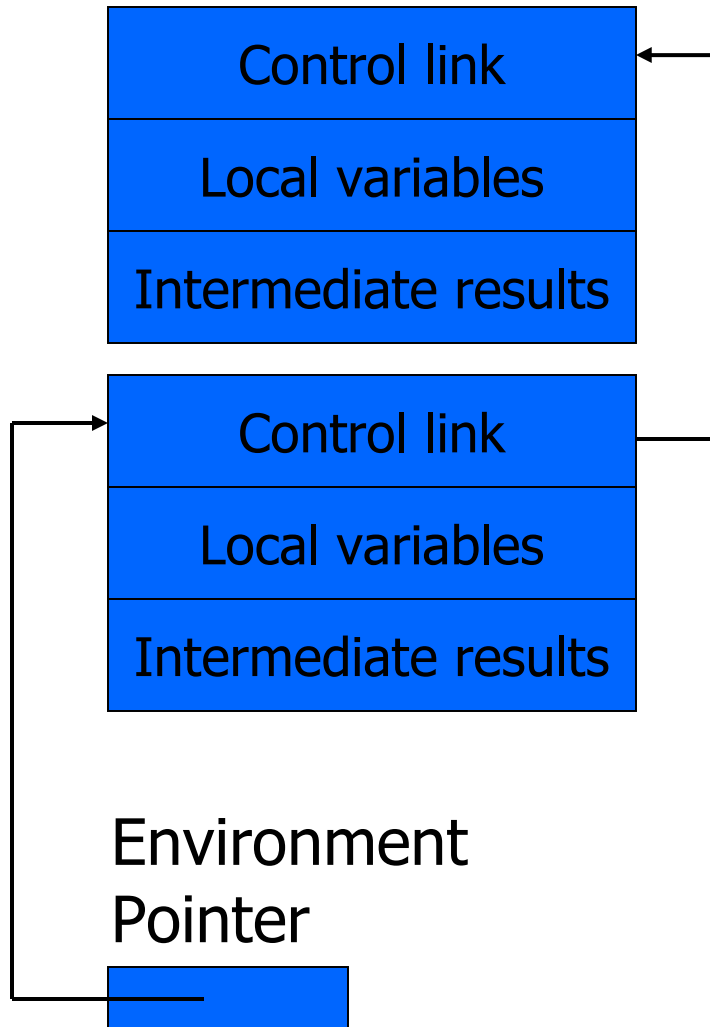 Control link
Local variables
Intermediate results
Control link
Local variables
Intermediate results
Environment
Pointer